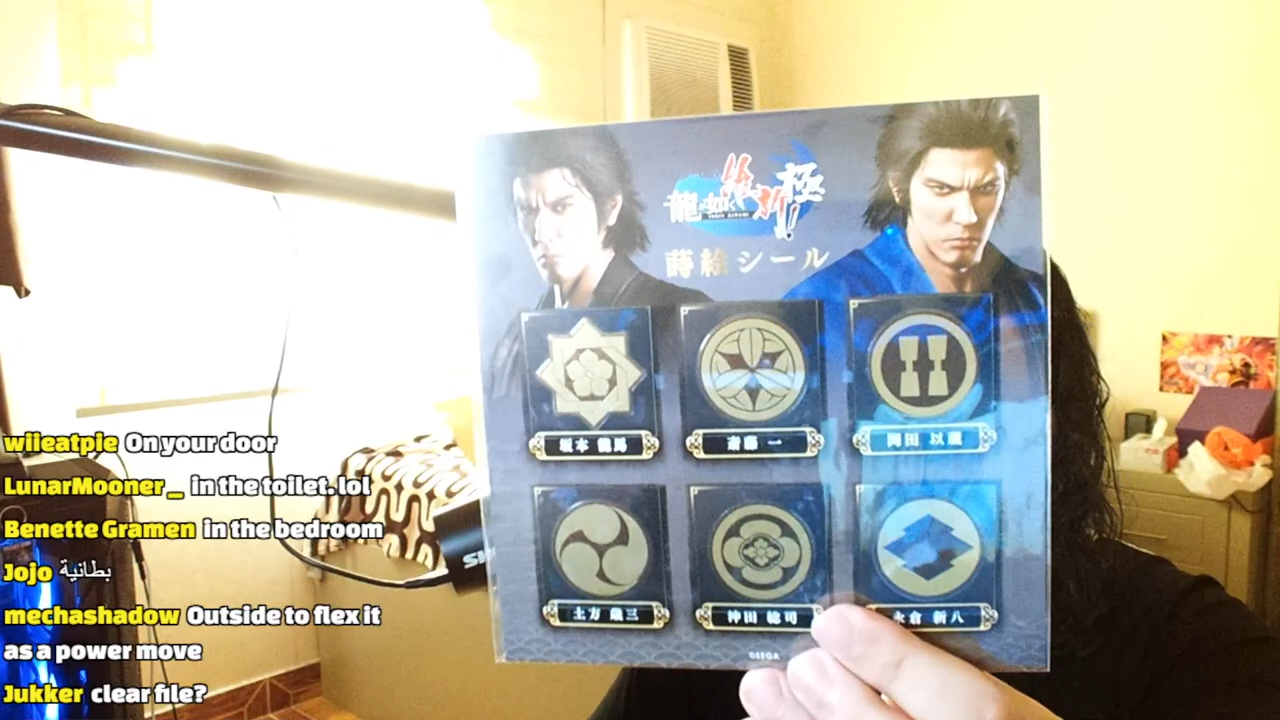 龍が如く 維新! 極
蒔絵シール
坂本 龍馬
斎藤 一
岡田 以蔵
土方 歳三
沖田 総司
永倉 新八
©SEGA
wiieatpie On your door
LunarMooner_ in the toilet. lol
Benette Gramen in the bedroom
Jojo بطانية
mechashadow Outside to flex it
as a power move
Jukker clear file?